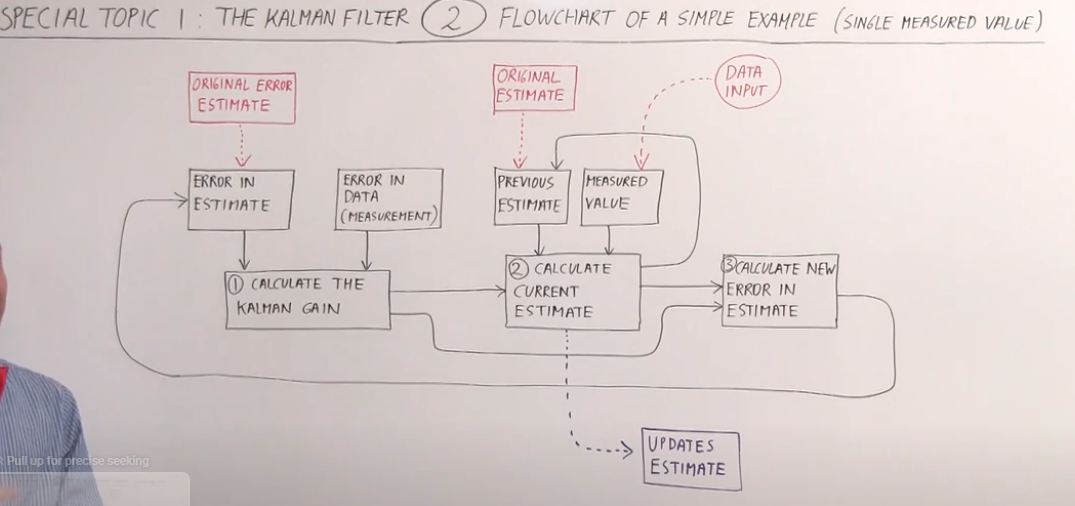 SPECIAL TOPIC 1 : THE KALMAN FILTER 2 FLOWCHART OF A SIMPLE EXAMPLE (SINGLE MEASURED VALUE)
ORIGINAL ERROR
ESTIMATE
ORIGINAL
ESTIMATE
DATA
INPUT
ERROR IN
ESTIMATE
ERROR IN
DATA
(MEASUREMENT)
PREVIOUS
ESTIMATE
MEASURED
VALUE
1 CALCULATE THE
KALMAN GAIN
2 CALCULATE
CURRENT
ESTIMATE
3 CALCULATE NEW
ERROR IN
ESTIMATE
UPDATES
ESTIMATE
Pull up for precise seeking